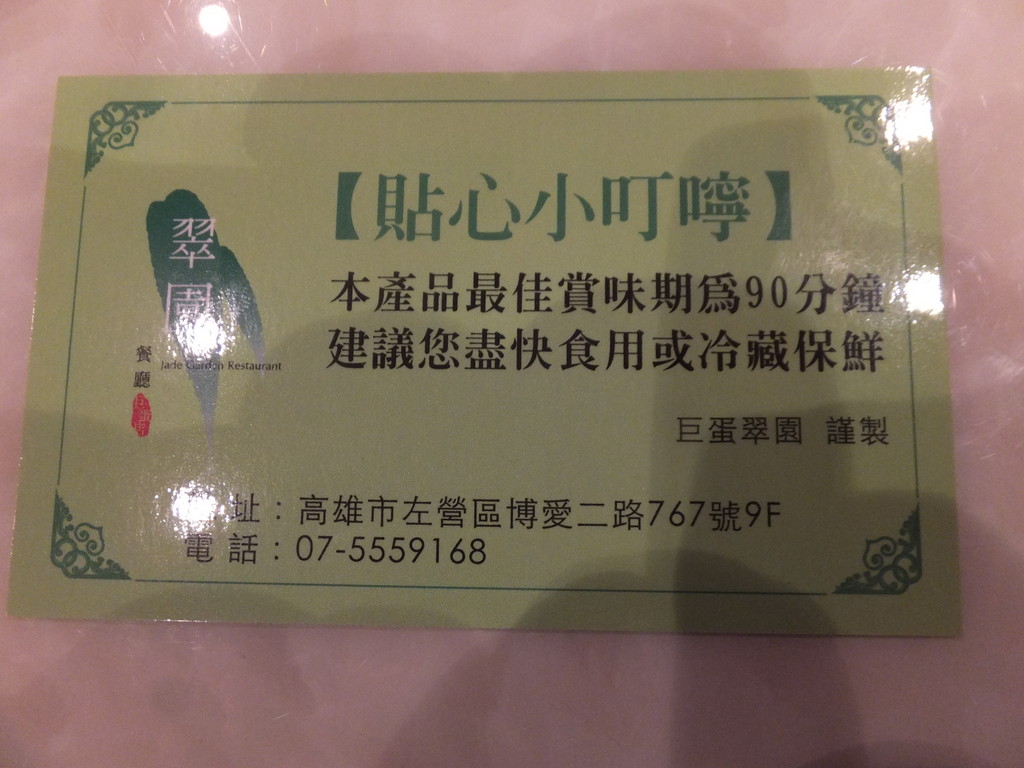 【貼心小叮嚀】
本產品最佳賞味期為90分鐘
建議您盡快食用或冷藏保鮮
巨蛋翠園 謹製
翠園
Jade Garden Restaurant
餐廳
址：高雄市左營區博愛二路767號9F
電話：07-5559168